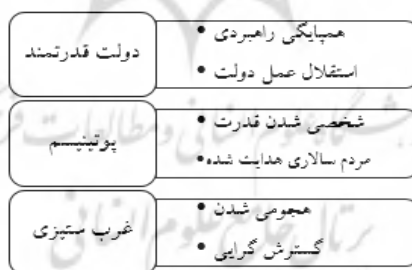 همپایگی راهبردی •
دولت قدرتمند
استقلال عمل دولت •
شخصی شدن قدرت •
پوتینیسم
مردم سالاری هدایت شده•
هجومی شدن •
غرب ستیزی
گسترش گرایی •